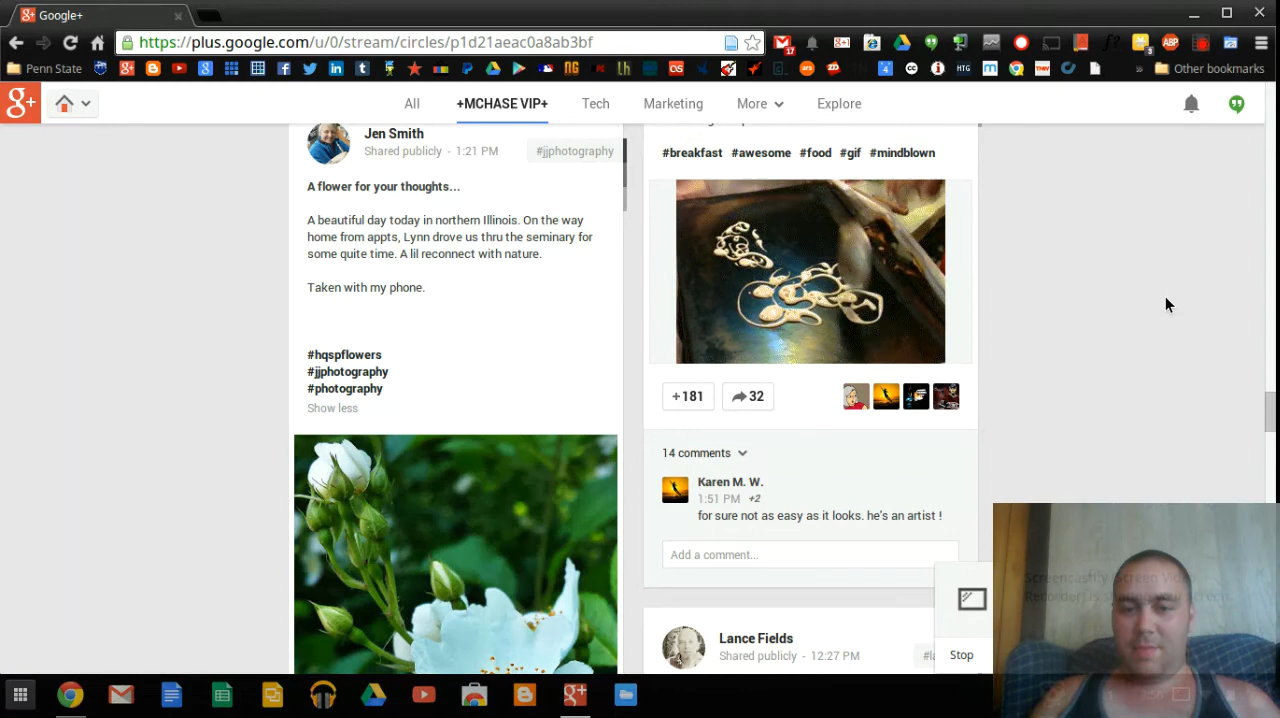 Google+
https://plus.google.com/u/0/stream/circles/p1d21aeac0a8ab3bf
Penn State
Other bookmarks
All
+MCHASE VIP+
Tech
Marketing
More
Explore
Jen Smith
Shared publicly - 1:21 PM
#jjphotography
A flower for your thoughts...
A beautiful day today in northern Illinois. On the way
home from appts, Lynn drove us thru the seminary for
some quite time. A lil reconnect with nature.
Taken with my phone.
#hqspflowers
#jjphotography
#photography
Show less
#breakfast #awesome #food #gif #mindblown
+181
32
14 comments
Karen M. W.
1:51 PM +2
for sure not as easy as it looks. he's an artist !
Add a comment...
Lance Fields
Shared publicly - 12:27 PM
Stop